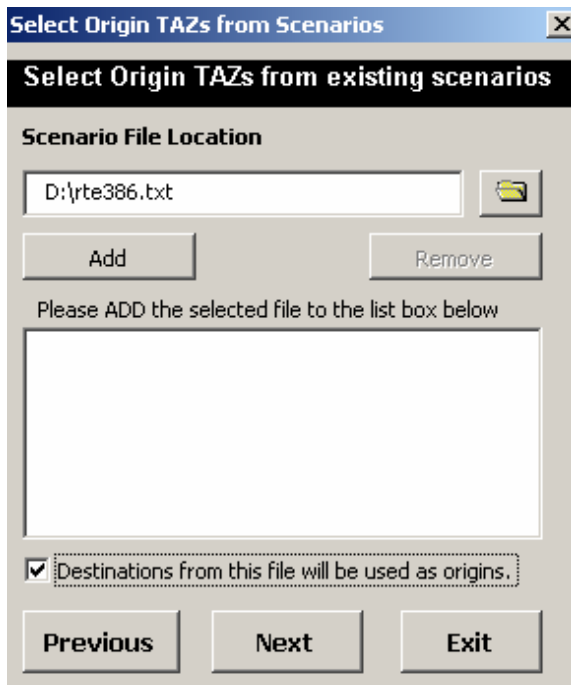 Select Origin TAZs from Scenarios
Select Origin TAZs from existing scenarios
Scenario File Location
D:\rte386.txt
Add Remove
Please ADD the selected file to the list box below
Destinations from this file will be used as origins.
Previous Next Exit